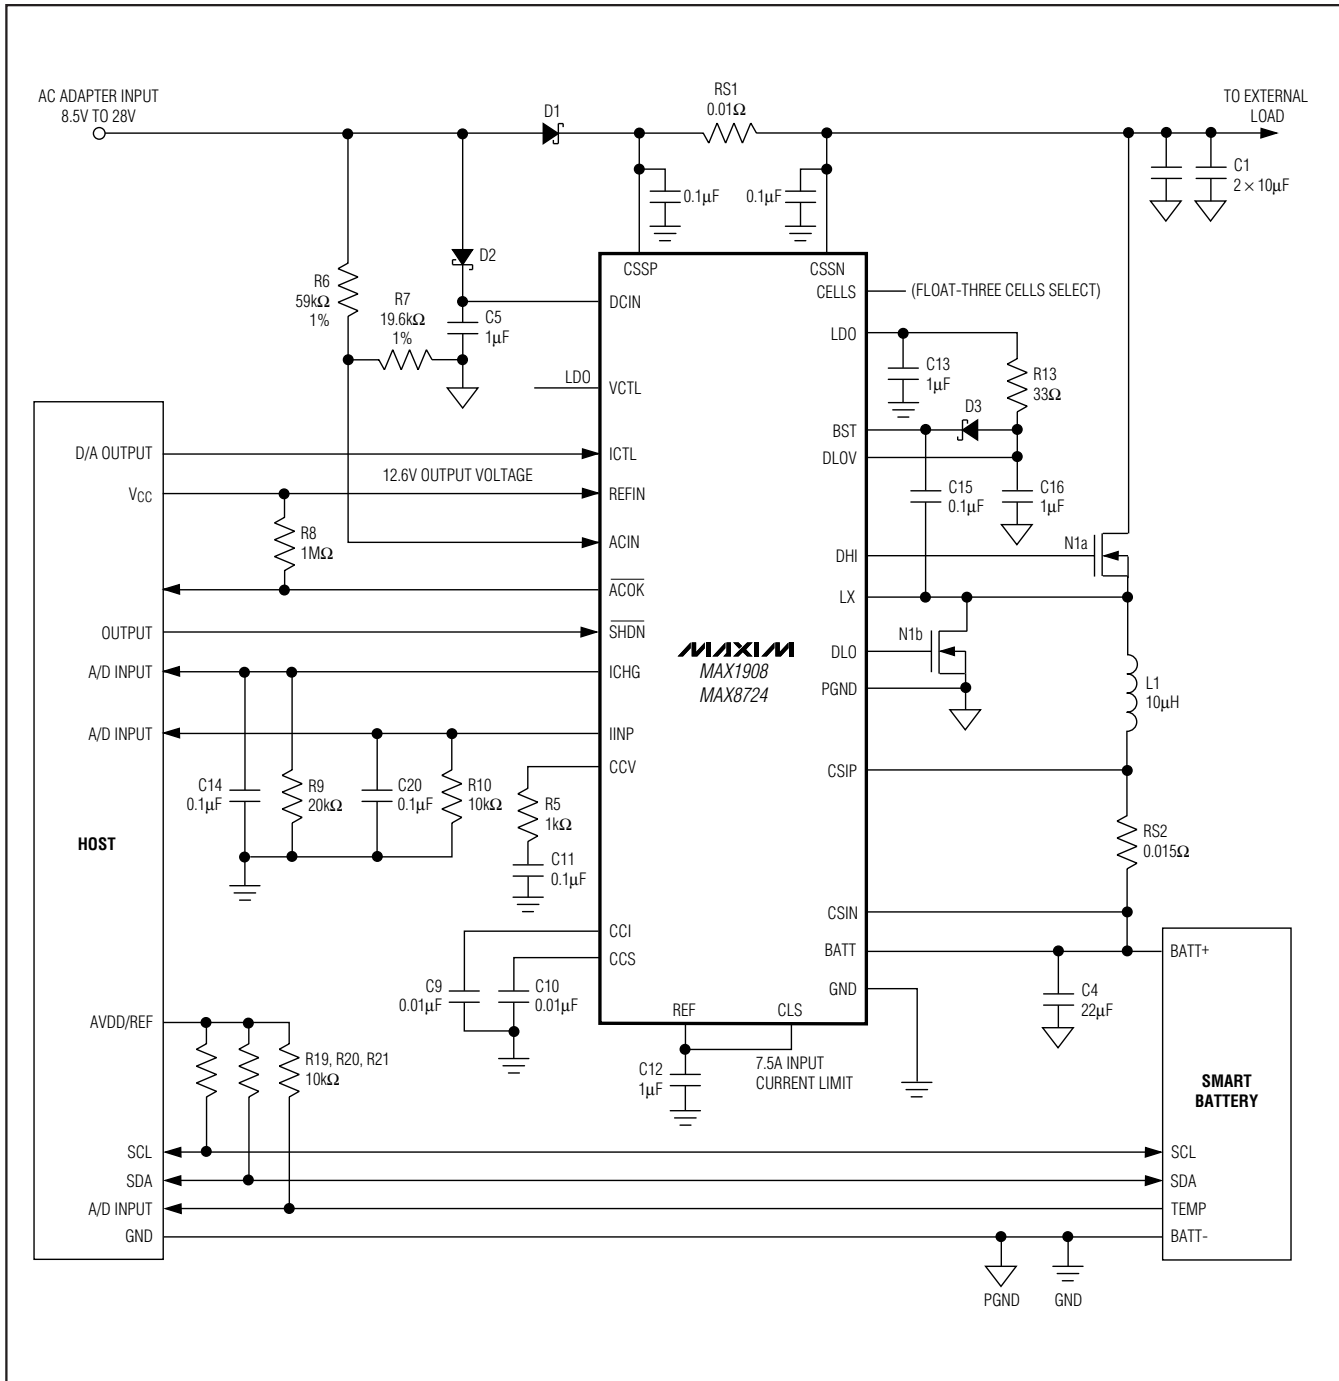 AC ADAPTER INPUT
8.5V TO 28V
D1
RS1
0.01Ω
TO EXTERNAL
LOAD
C1
2 × 10µF
0.1µF
0.1µF
D2
R6
59kΩ
1%
R7
19.6kΩ
1%
C5
1µF
CSSP
CSSN
CELLS
(FLOAT-THREE CELLS SELECT)
DCIN
LDO
C13
1µF
R13
33Ω
LDO
VCTL
D3
BST
DLOV
C15
0.1µF
C16
1µF
D/A OUTPUT
ICTL
12.6V OUTPUT VOLTAGE
VCC
REFIN
R8
1MΩ
ACIN
DHI
N1a
ACOK
LX
OUTPUT
SHDN
N1b
DLO
MAXIM
MAX1908
MAX8724
A/D INPUT
ICHG
PGND
L1
10µH
A/D INPUT
IINP
CCV
CSIP
C14
0.1µF
R9
20kΩ
C20
0.1µF
R10
10kΩ
R5
1kΩ
HOST
RS2
0.015Ω
C11
0.1µF
CSIN
CCI
BATT
BATT+
CCS
C9
0.01µF
C10
0.01µF
GND
C4
22µF
REF
CLS
AVDD/REF
R19, R20, R21
10kΩ
C12
1µF
7.5A INPUT
CURRENT LIMIT
SMART
BATTERY
SCL
SCL
SDA
SDA
A/D INPUT
TEMP
GND
BATT-
PGND
GND